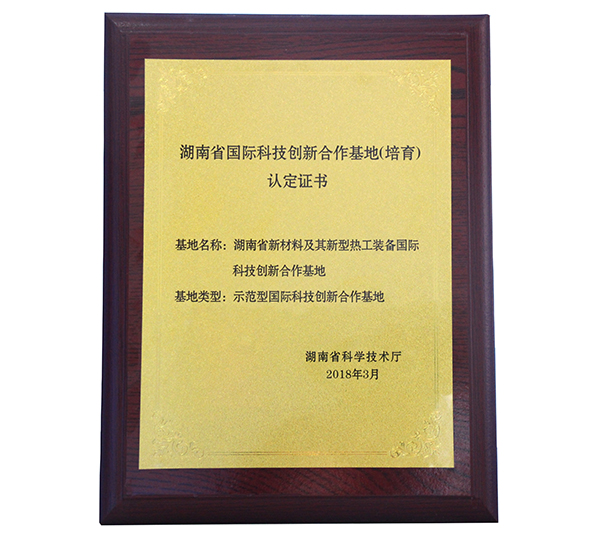 湖南省国际科技创新合作基地(培育)
认定证书
基地名称：湖南省新材料及其新型热工装备国际
科技创新合作基地
基地类型：示范型国际科技创新合作基地
湖南省科学技术厅
2018年3月